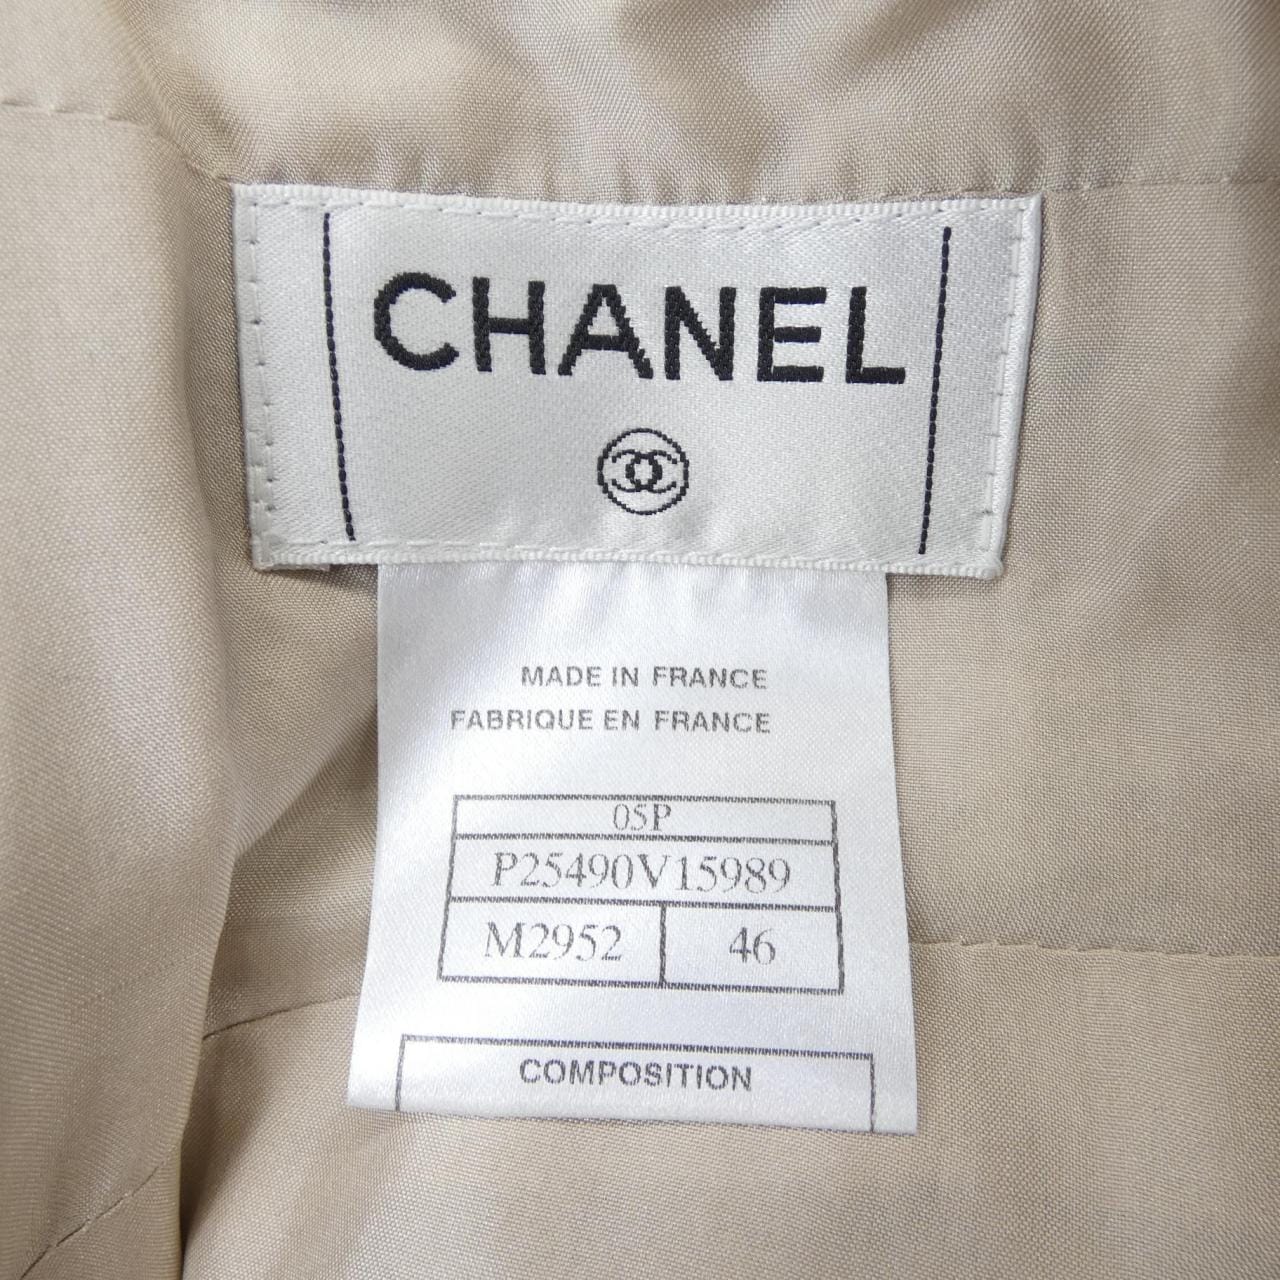 CHANEL
MADE IN FRANCE
FABRIQUE EN FRANCE
05P
P25490V15989
M2952 46
COMPOSITION